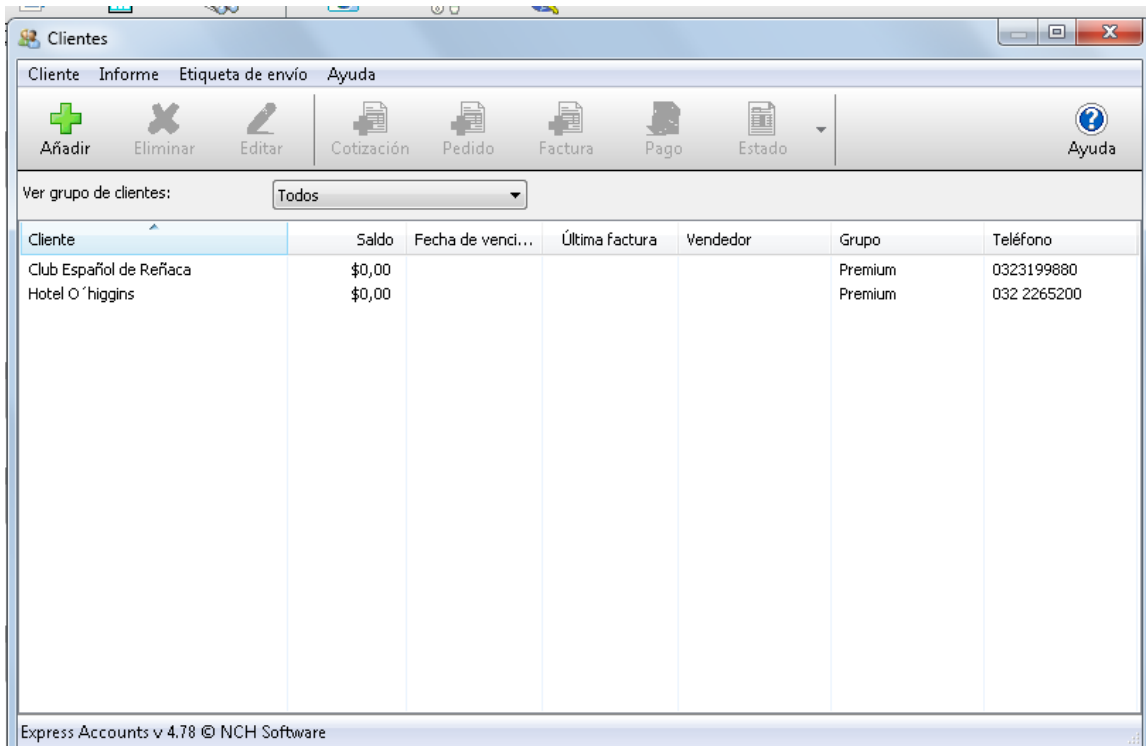 Clientes
Cliente Informe Etiqueta de envío Ayuda
Añadir Eliminar Editar Cotización Pedido Factura Pago Estado Ayuda
Ver grupo de clientes: Todos
Cliente Saldo Fecha de venci... Última factura Vendedor Grupo Teléfono
Club Español de Reñaca $0,00 Premium 0323199880
Hotel O´higgins $0,00 Premium 032 2265200
Express Accounts v 4.78 © NCH Software